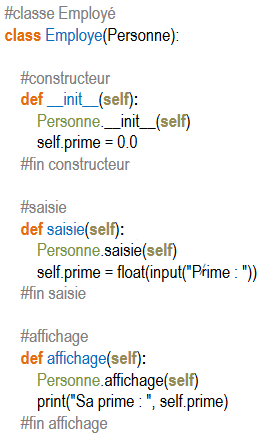 #classe Employé
class Employe(Personne):
#constructeur
def __init__(self):
Personne.__init__(self)
self.prime = 0.0
#fin constructeur
#saisie
def saisie(self):
Personne.saisie(self)
self.prime = float(input("Prime : "))
#fin saisie
#affichage
def affichage(self):
Personne.affichage(self)
print("Sa prime : ", self.prime)
#fin affichage